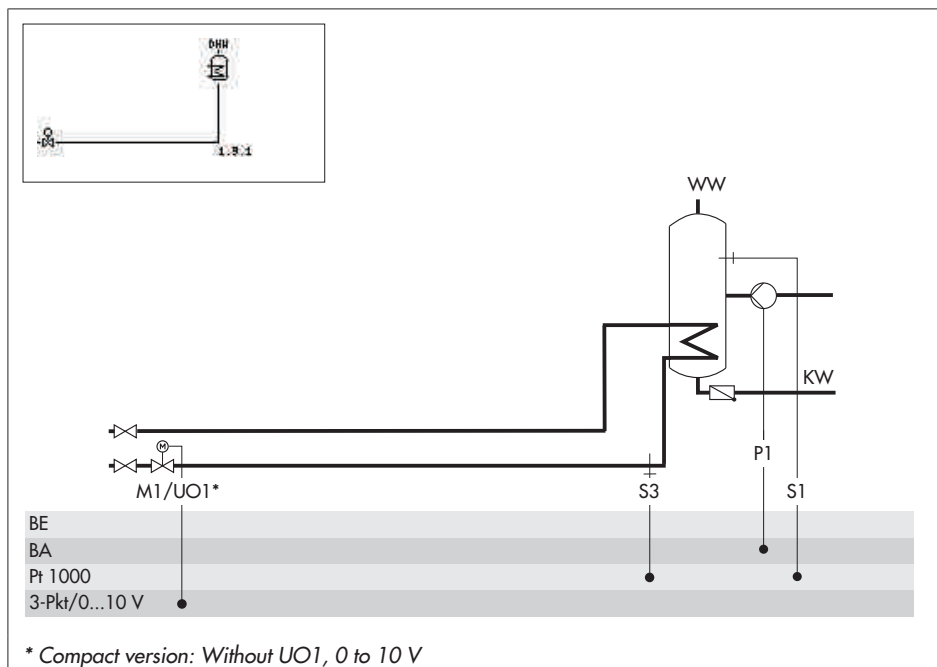 DHW
1.9.1
WW
KW
P1
M1/UO1*
S3
S1
BE
BA
Pt 1000
3-Pkt/0...10 V
* Compact version: Without UO1, 0 to 10 V